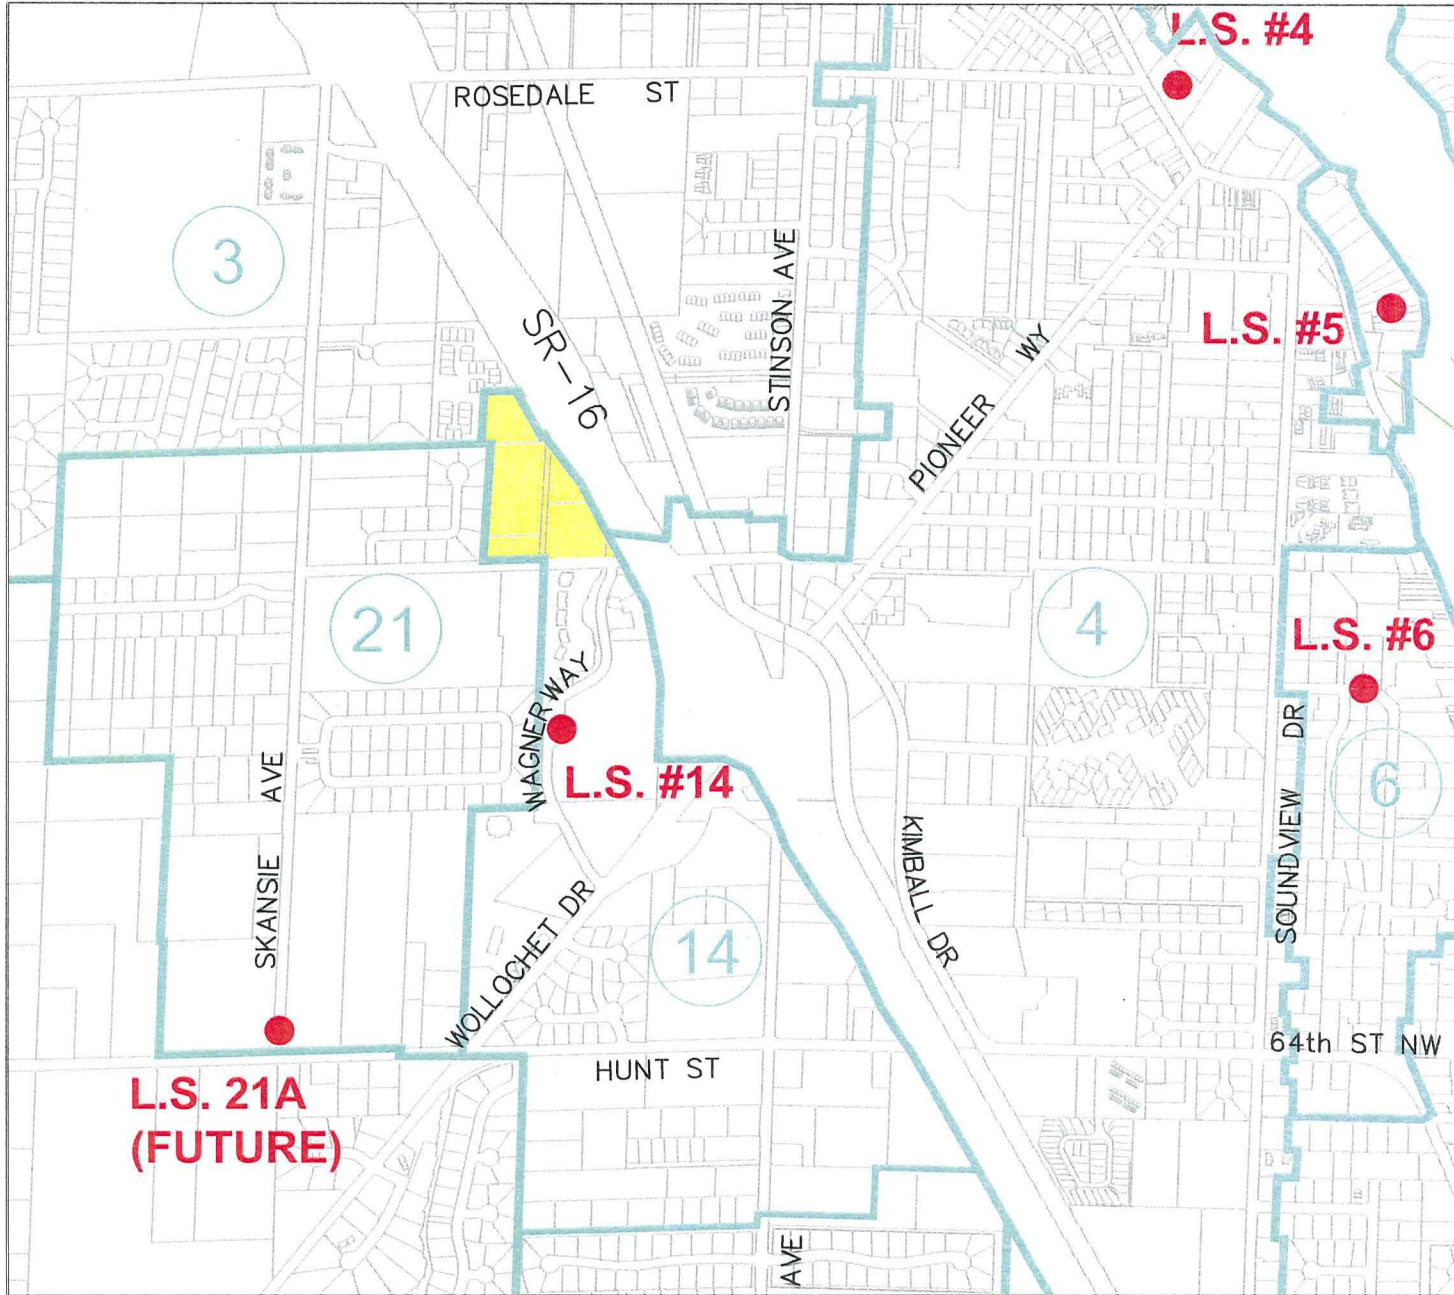 L.S. #4
ROSEDALE ST
3
STINSON AVE
SR-16
L.S. #5
PIONEER WY
21
4
L.S. #6
WAGNER WAY
L.S. #14
SKANSIE AVE
SOUNDVIEW DR
6
KIMBALL DR
WOLLOCHET DR
14
64th ST NW
HUNT ST
L.S. 21A
(FUTURE)
AVE